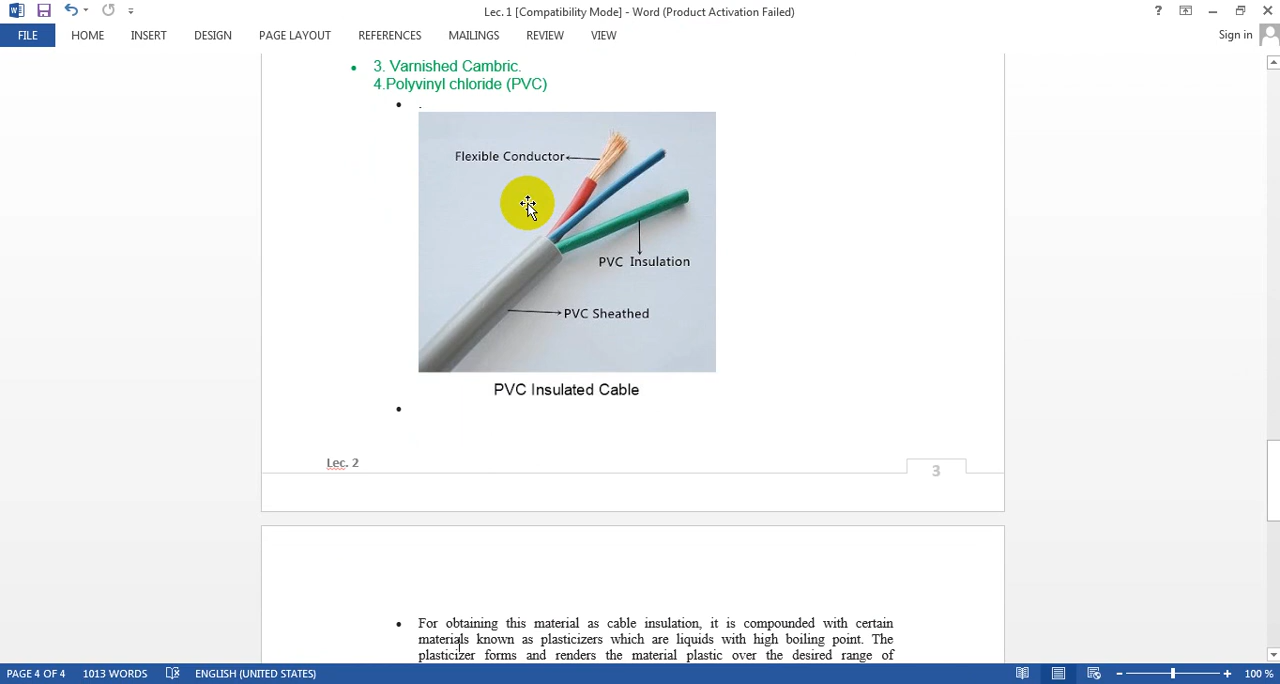 Lec. 1 [Compatibility Mode] - Word (Product Activation Failed)
FILE HOME INSERT DESIGN PAGE LAYOUT REFERENCES MAILINGS REVIEW VIEW Sign in
• 3. Varnished Cambric.
4.Polyvinyl chloride (PVC)
• .
Flexible Conductor
PVC Insulation
PVC Sheathed
PVC Insulated Cable
•
Lec. 2
3
• For obtaining this material as cable insulation, it is compounded with certain
materials known as plasticizers which are liquids with high boiling point. The
plasticizer forms and renders the material plastic over the desired range of
PAGE 4 OF 4 1013 WORDS ENGLISH (UNITED STATES) 100 %